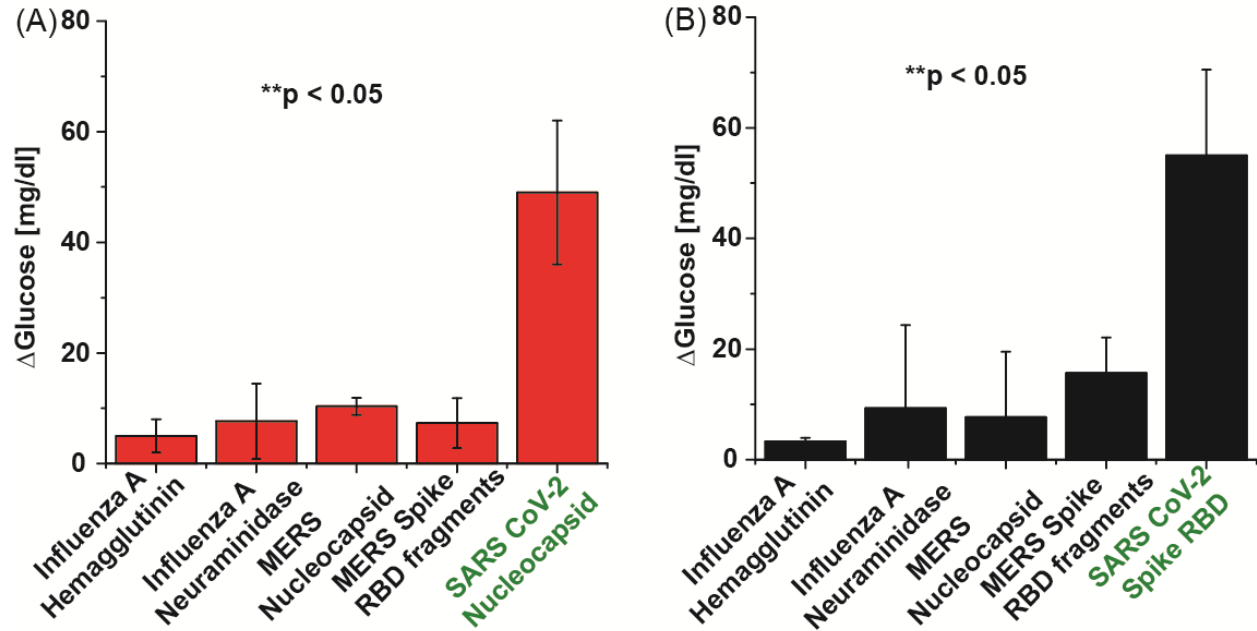 (A)
80
60
40
20
0
ΔGlucose [mg/dl]
**p < 0.05
Influenza A
Hemagglutinin
Influenza A
Neuraminidase
MERS
Nucleocapsid
MERS Spike
RBD fragments
SARS CoV-2
Nucleocapsid
(B)
80
60
40
20
0
ΔGlucose [mg/dl]
**p < 0.05
Influenza A
Hemagglutinin
Influenza A
Neuraminidase
MERS
Nucleocapsid
MERS Spike
RBD fragments
SARS CoV-2
Spike RBD